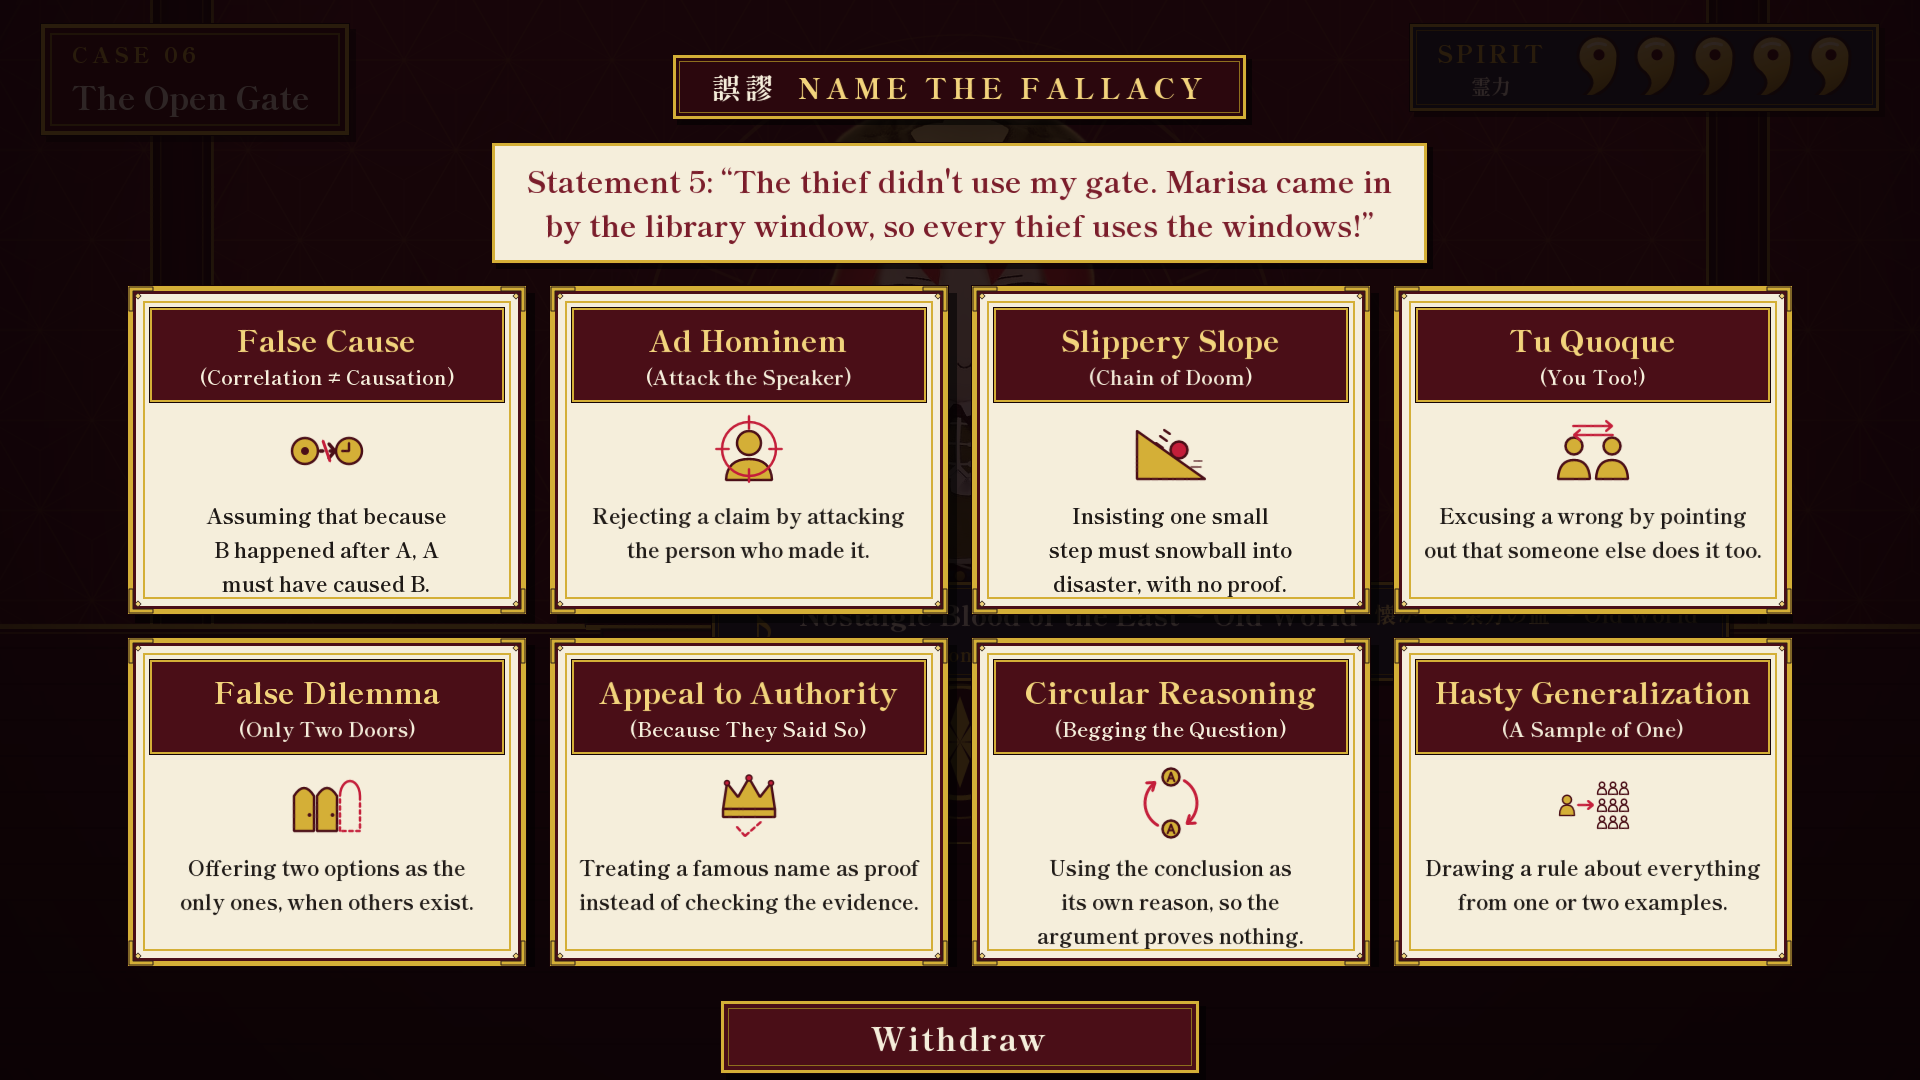 CASE 06
The Open Gate
誤謬 NAME THE FALLACY
SPIRIT
霊力
Statement 5: “The thief didn't use my gate. Marisa came in
by the library window, so every thief uses the windows!”
False Cause
(Correlation ≠ Causation)
Assuming that because
B happened after A, A
must have caused B.
Ad Hominem
(Attack the Speaker)
Rejecting a claim by attacking
the person who made it.
Slippery Slope
(Chain of Doom)
Insisting one small
step must snowball into
disaster, with no proof.
Tu Quoque
(You Too!)
Excusing a wrong by pointing
out that someone else does it too.
Nostalgic Blood of the East ~ Old World
False Dilemma
(Only Two Doors)
Offering two options as the
only ones, when others exist.
Appeal to Authority
(Because They Said So)
Treating a famous name as proof
instead of checking the evidence.
Circular Reasoning
(Begging the Question)
A
A
Using the conclusion as
its own reason, so the
argument proves nothing.
Hasty Generalization
(A Sample of One)
Drawing a rule about everything
from one or two examples.
Withdraw